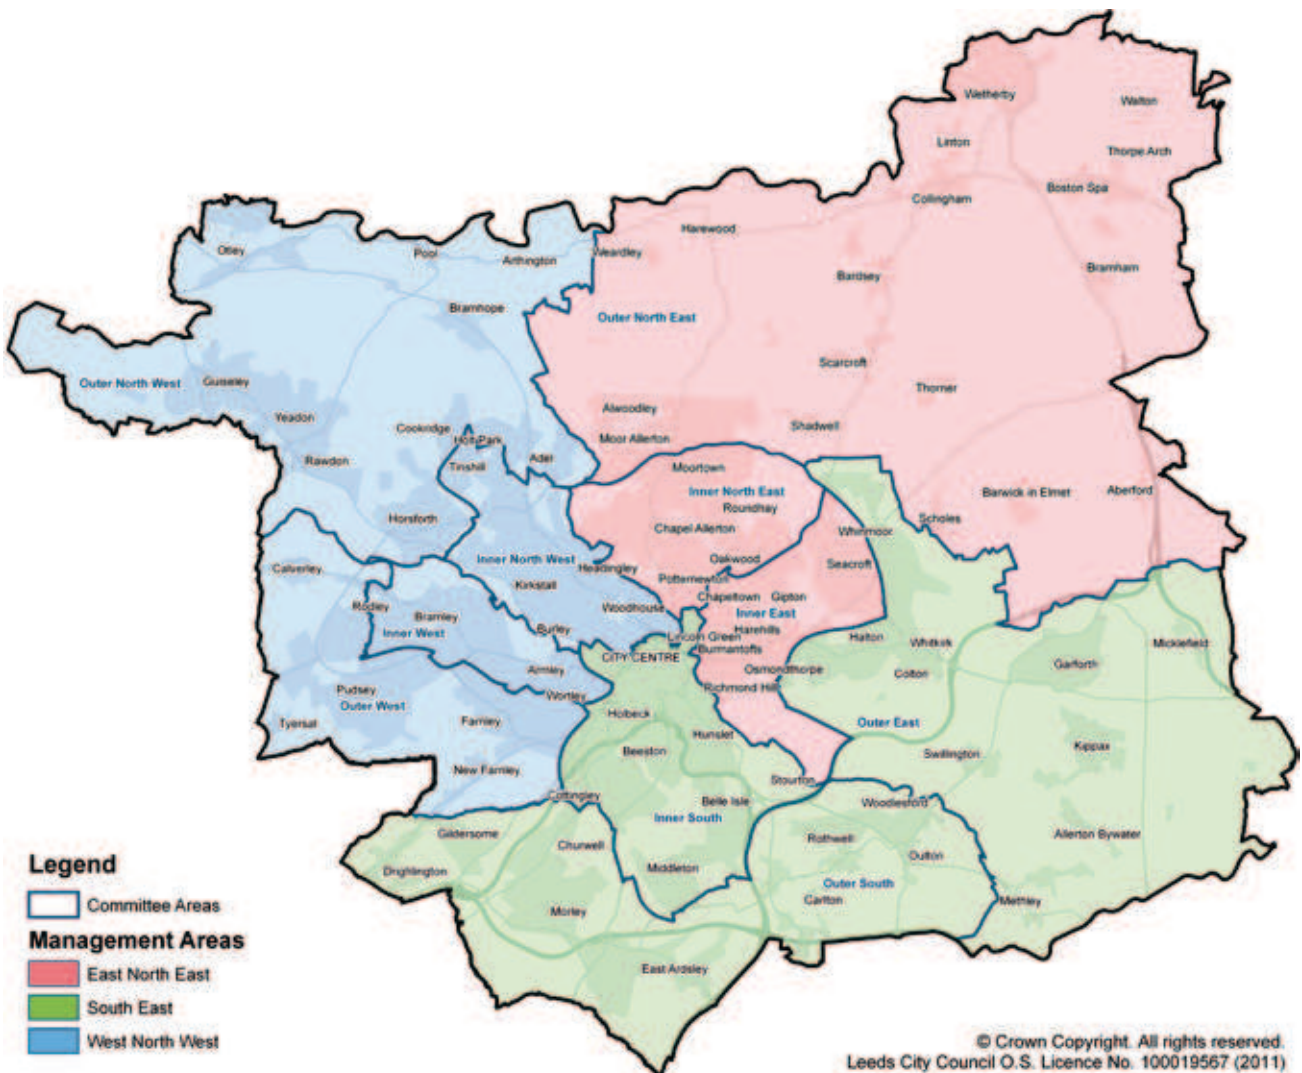 Wetherby
Walton
Linton
Thorpe Arch
Boston Spa
Collingham
Harewood
Otley
Pool
Arthington
Weardley
Bardsey
Bramham
Bramhope
Outer North East
Scarcroft
Outer North West
Guiseley
Thorner
Alwoodley
Yeadon
Cookridge
Shadwell
Holt Park
Moor Allerton
Rawdon
Tinshill
Adel
Moortown
Inner North East
Barwick in Elmet
Aberford
Roundhay
Horsforth
Chapel Allerton
Scholes
Whinmoor
Inner North West
Oakwood
Calverley
Headingley
Seacroft
Kirkstall
Potternewton
Chapeltown
Gipton
Rodley
Bramley
Woodhouse
Inner East
Inner West
Burley
Harehills
Lincoln Green
Halton
Whitkirk
Micklefield
Burmantofts
CITY CENTRE
Garforth
Armley
Osmondthorpe
Colton
Pudsey
Wortley
Richmond Hill
Outer West
Holbeck
Tyersal
Farnley
Outer East
Hunslet
Beeston
Swillington
Kippax
New Farnley
Stourton
Cottingley
Belle Isle
Woodlesford
Inner South
Gildersome
Allerton Bywater
Churwell
Rothwell
Oulton
Drighlington
Middleton
Outer South
Carlton
Methley
Morley
East Ardsley
Legend
Committee Areas
Management Areas
East North East
South East
West North West
© Crown Copyright. All rights reserved.
Leeds City Council O.S. Licence No. 100019567 (2011)